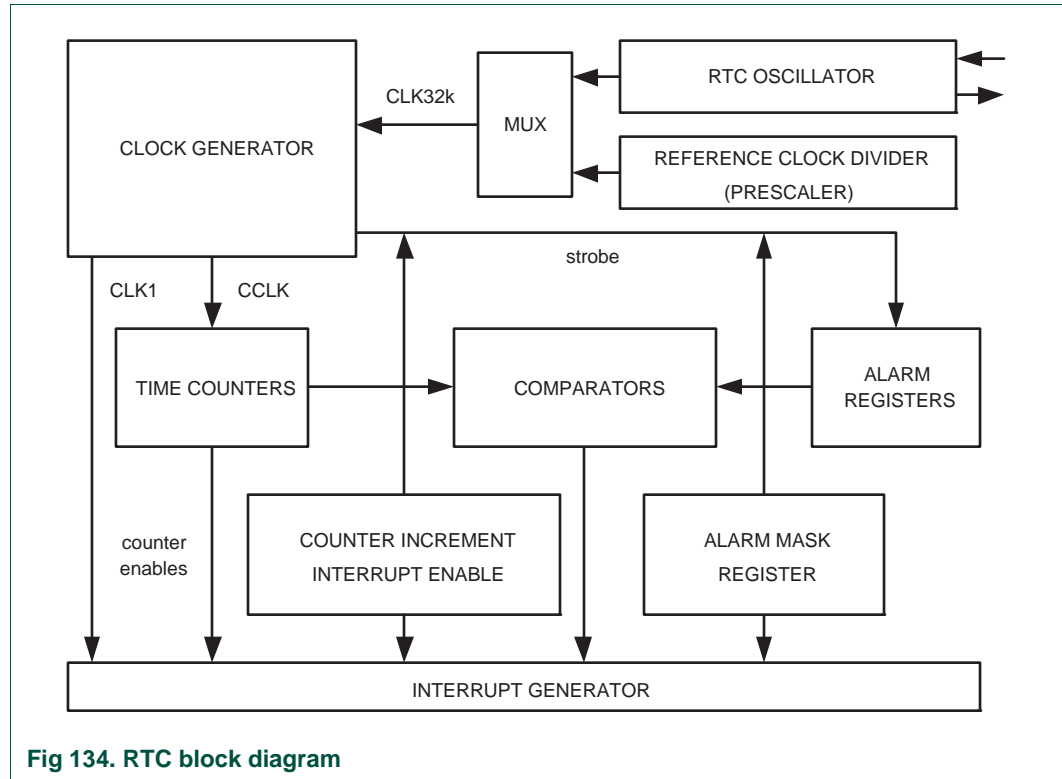 RTC OSCILLATOR
CLK32k
MUX
CLOCK GENERATOR
REFERENCE CLOCK DIVIDER
(PRESCALER)
strobe
CLK1
CCLK
TIME COUNTERS
COMPARATORS
ALARM
REGISTERS
counter
enables
COUNTER INCREMENT
INTERRUPT ENABLE
ALARM MASK
REGISTER
INTERRUPT GENERATOR
Fig 134. RTC block diagram